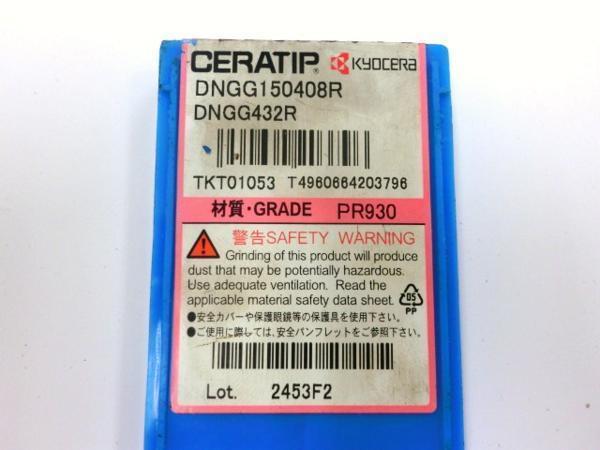 CERATIP® KYOCERA
DNGG150408R
DNGG432R
TKT01053 T4960664203796
材質・GRADE PR930
警告SAFETY WARNING
Grinding of this product will produce
dust that may be potentially hazardous.
Use adequate ventilation. Read the
applicable material safety data sheet.
05
PP
●安全カバーや保護眼鏡等の保護具を使用下さい。
●ご使用に際しては、安全パンフレットをご参照下さい。
Lot. 2453F2